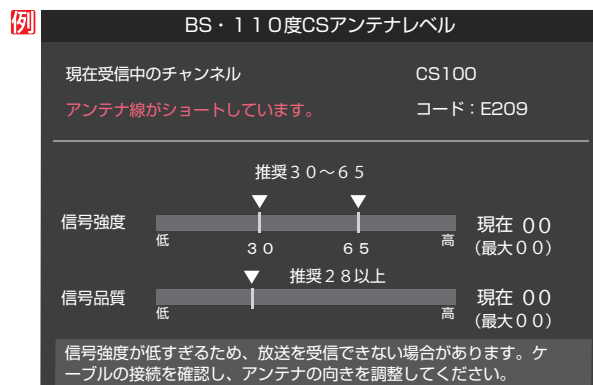 例
BS・110度CSアンテナレベル
現在受信中のチャンネル CS100
アンテナ線がショートしています。 コード：E209
推奨３０～６５
信号強度 低 ３０ ６５ 高 現在 ００
（最大００）
推奨２８以上
信号品質 低 高 現在 ００
（最大００）
信号強度が低すぎるため、放送を受信できない場合があります。ケ
ーブルの接続を確認し、アンテナの向きを調整してください。